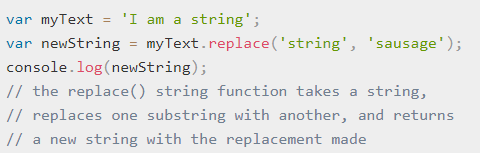 var myText = 'I am a string';
var newString = myText.replace('string', 'sausage');
console.log(newString);
// the replace() string function takes a string,
// replaces one substring with another, and returns
// a new string with the replacement made